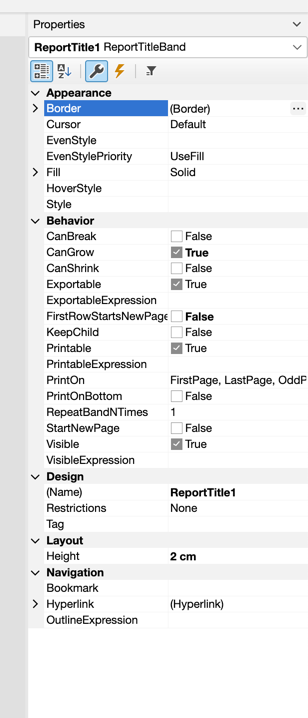 Properties
ReportTitle1 ReportTitleBand
Appearance
Border (Border) ...
Cursor Default
EvenStyle
EvenStylePriority UseFill
Fill Solid
HoverStyle
Style
Behavior
CanBreak False
CanGrow True
CanShrink False
Exportable True
ExportableExpression
FirstRowStartsNewPage False
KeepChild False
Printable True
PrintableExpression
PrintOn FirstPage, LastPage, OddP
PrintOnBottom False
RepeatBandNTimes 1
StartNewPage False
Visible True
VisibleExpression
Design
(Name) ReportTitle1
Restrictions None
Tag
Layout
Height 2 cm
Navigation
Bookmark
Hyperlink (Hyperlink)
OutlineExpression